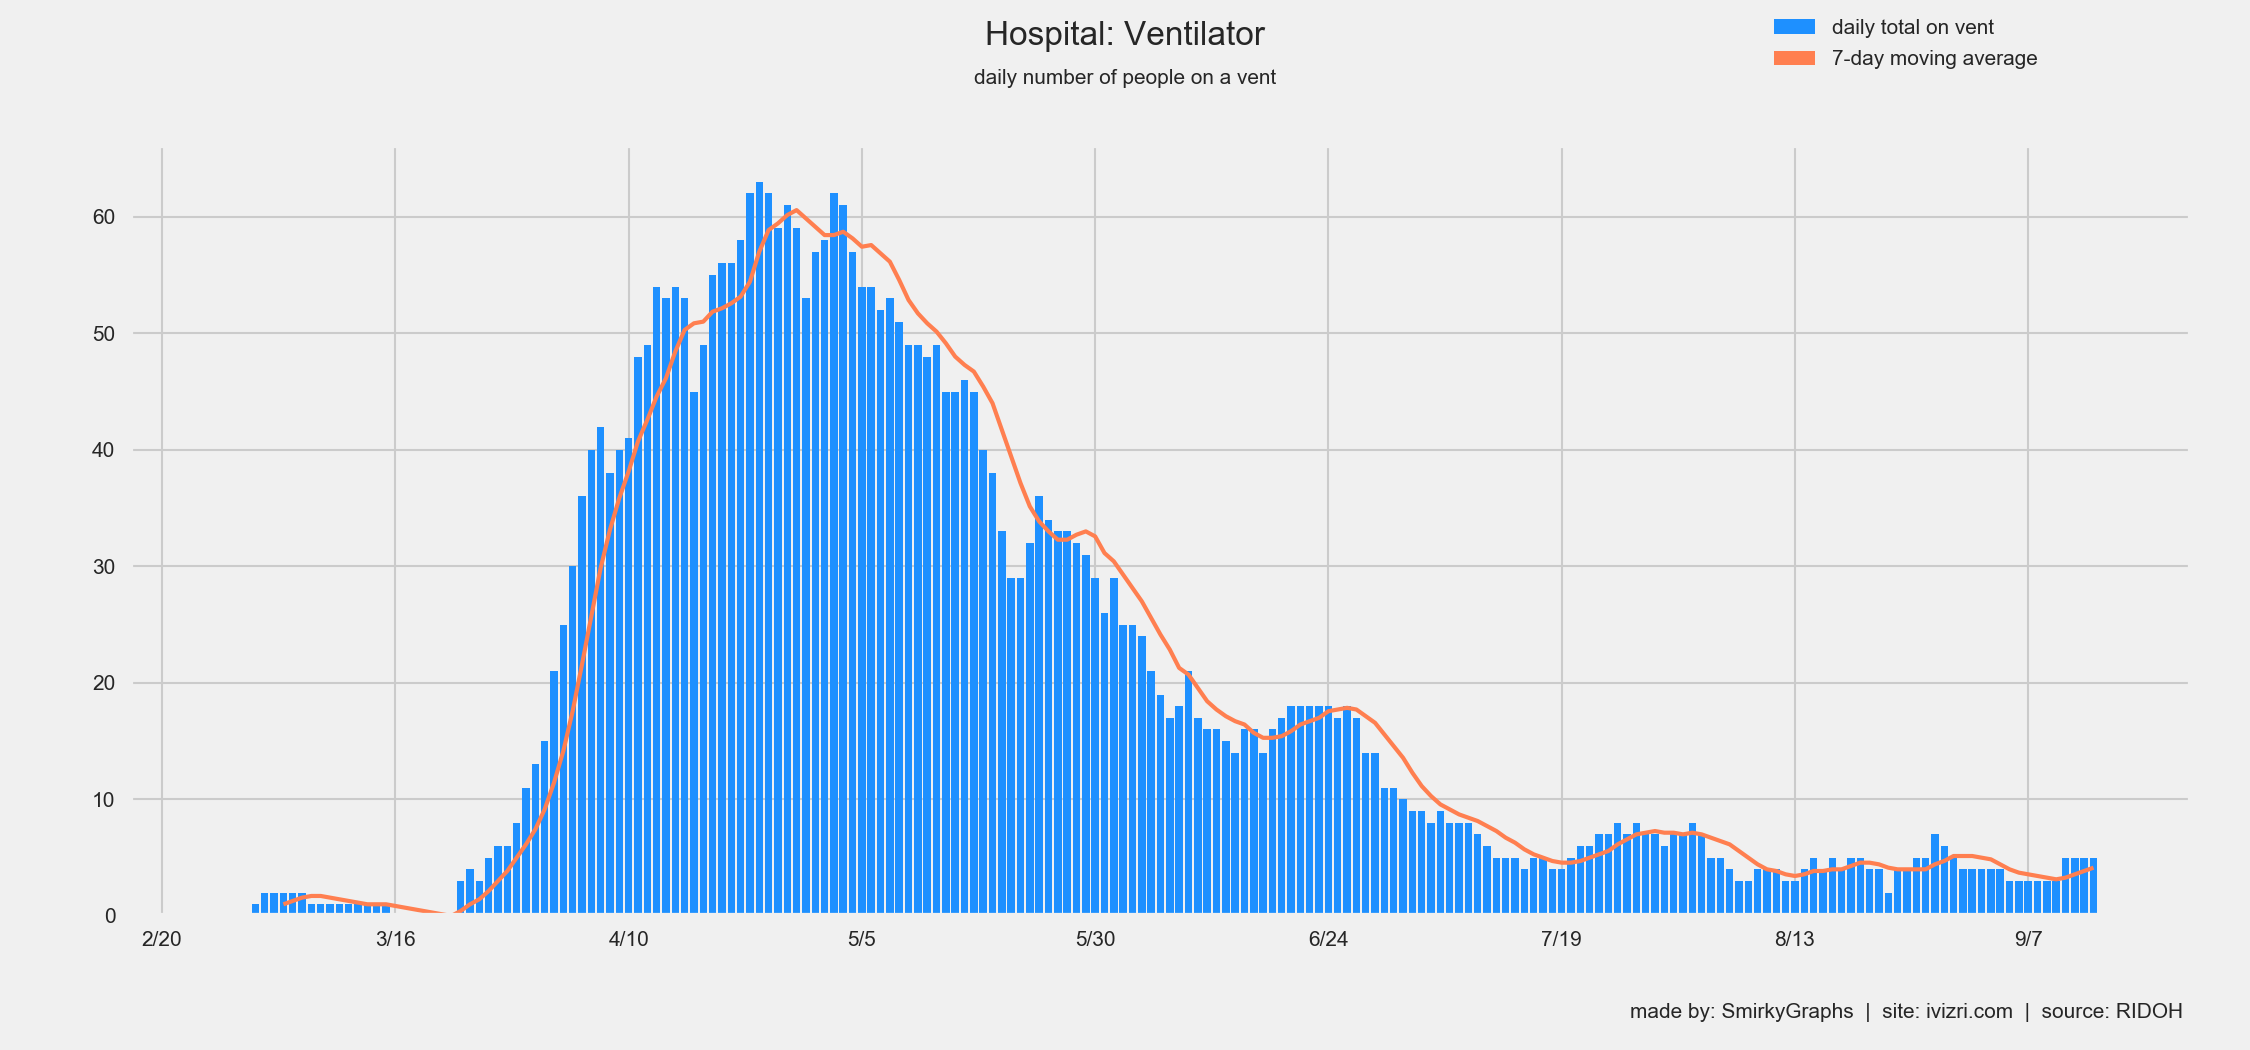 Hospital: Ventilator
daily number of people on a vent
daily total on vent
7-day moving average
60
50
40
30
20
10
0
2/20 3/16 4/10 5/5 5/30 6/24 7/19 8/13 9/7
made by: SmirkyGraphs | site: ivizri.com | source: RIDOH